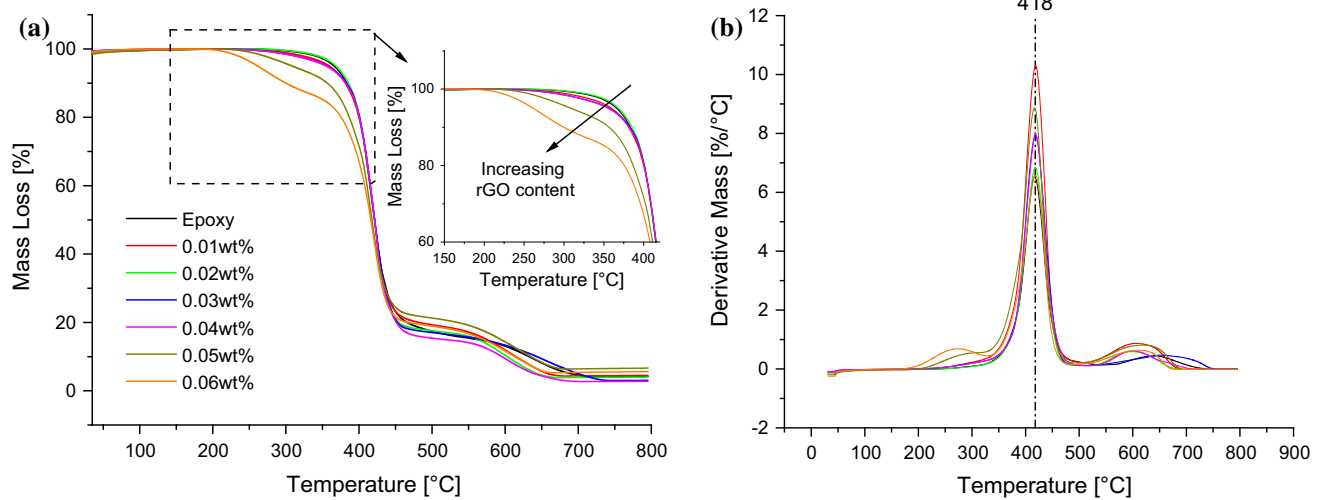 (a)
100
80
60
40
20
0
Mass Loss [%]
Epoxy
0.01wt%
0.02wt%
0.03wt%
0.04wt%
0.05wt%
0.06wt%
100
200
300
400
500
600
700
800
Temperature [°C]
100
80
60
Mass Loss [%]
Increasing
rGO content
150
200
250
300
350
400
Temperature [°C]
(b)
418
12
10
8
6
4
2
0
-2
Derivative Mass [%/°C]
0
100
200
300
400
500
600
700
800
900
Temperature [°C]